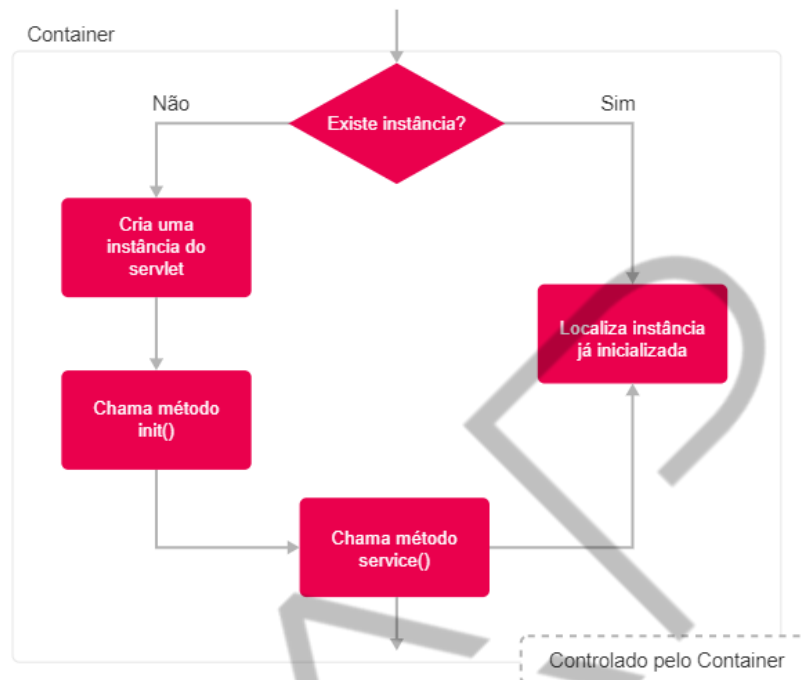 Container
Não
Sim
Existe instância?
Cria uma
instância do
servlet
Localiza instância
já inicializada
Chama método
init()
Chama método
service()
Controlado pelo Container